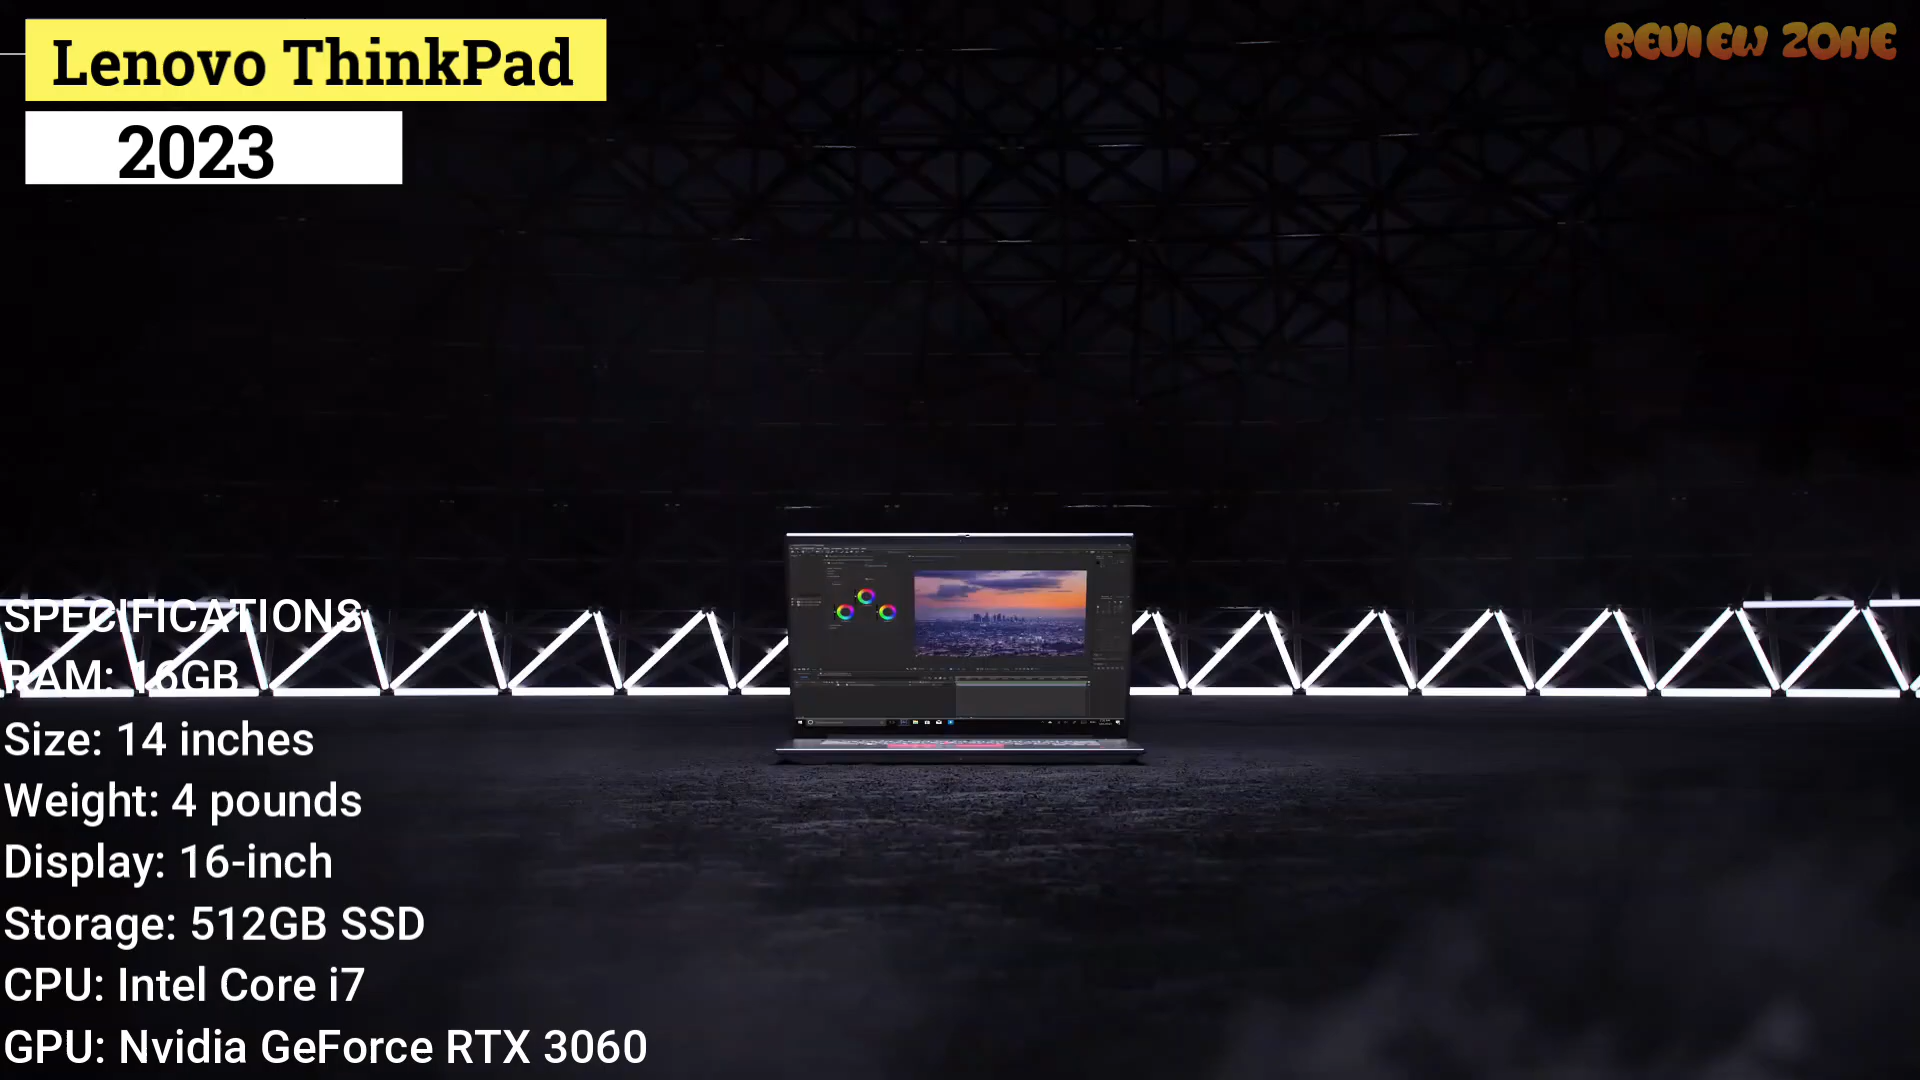 Lenovo ThinkPad
REVIEW ZONE
2023
SPECIFICATIONS
RAM: 16GB
Size: 14 inches
Weight: 4 pounds
Display: 16-inch
Storage: 512GB SSD
CPU: Intel Core i7
GPU: Nvidia GeForce RTX 3060